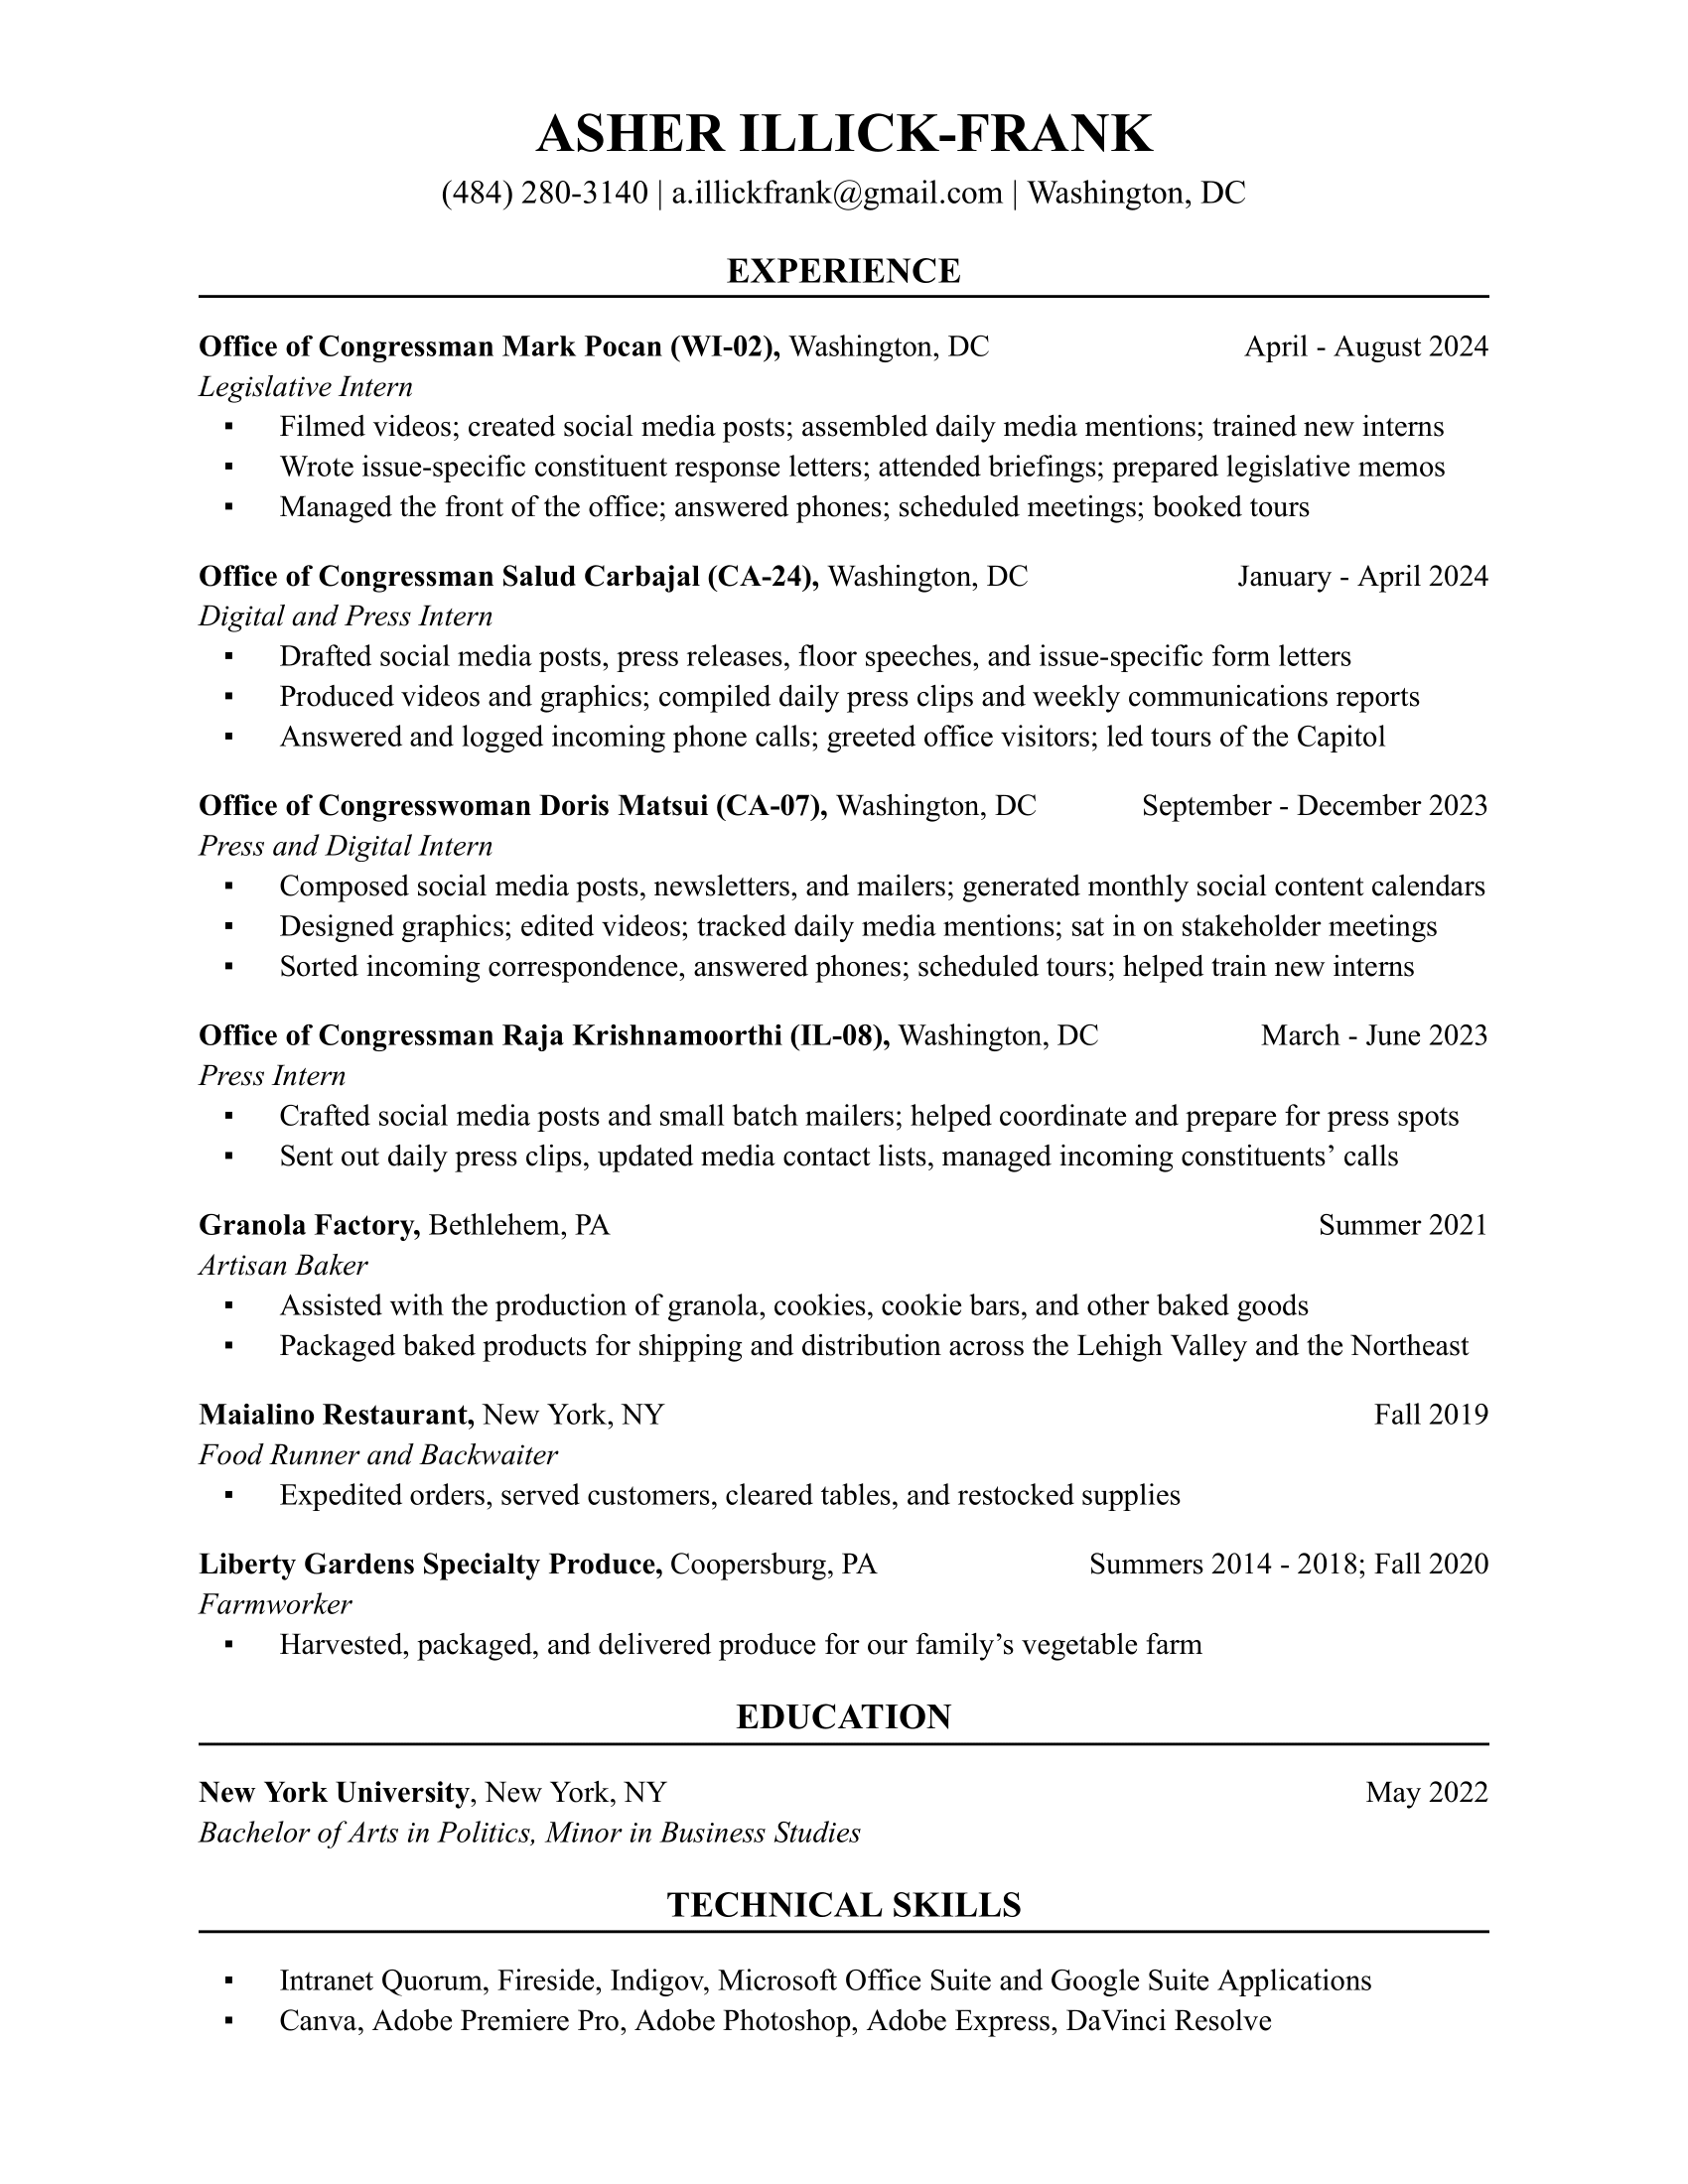 ASHER ILLICK-FRANK
(484) 280-3140 | a.illickfrank@gmail.com | Washington, DC
EXPERIENCE
Office of Congressman Mark Pocan (WI-02), Washington, DC April - August 2024
Legislative Intern
▪ Filmed videos; created social media posts; assembled daily media mentions; trained new interns
▪ Wrote issue-specific constituent response letters; attended briefings; prepared legislative memos
▪ Managed the front of the office; answered phones; scheduled meetings; booked tours
Office of Congressman Salud Carbajal (CA-24), Washington, DC January - April 2024
Digital and Press Intern
▪ Drafted social media posts, press releases, floor speeches, and issue-specific form letters
▪ Produced videos and graphics; compiled daily press clips and weekly communications reports
▪ Answered and logged incoming phone calls; greeted office visitors; led tours of the Capitol
Office of Congresswoman Doris Matsui (CA-07), Washington, DC September - December 2023
Press and Digital Intern
▪ Composed social media posts, newsletters, and mailers; generated monthly social content calendars
▪ Designed graphics; edited videos; tracked daily media mentions; sat in on stakeholder meetings
▪ Sorted incoming correspondence, answered phones; scheduled tours; helped train new interns
Office of Congressman Raja Krishnamoorthi (IL-08), Washington, DC March - June 2023
Press Intern
▪ Crafted social media posts and small batch mailers; helped coordinate and prepare for press spots
▪ Sent out daily press clips, updated media contact lists, managed incoming constituents’ calls
Granola Factory, Bethlehem, PA Summer 2021
Artisan Baker
▪ Assisted with the production of granola, cookies, cookie bars, and other baked goods
▪ Packaged baked products for shipping and distribution across the Lehigh Valley and the Northeast
Maialino Restaurant, New York, NY Fall 2019
Food Runner and Backwaiter
▪ Expedited orders, served customers, cleared tables, and restocked supplies
Liberty Gardens Specialty Produce, Coopersburg, PA Summers 2014 - 2018; Fall 2020
Farmworker
▪ Harvested, packaged, and delivered produce for our family’s vegetable farm
EDUCATION
New York University, New York, NY May 2022
Bachelor of Arts in Politics, Minor in Business Studies
TECHNICAL SKILLS
▪ Intranet Quorum, Fireside, Indigov, Microsoft Office Suite and Google Suite Applications
▪ Canva, Adobe Premiere Pro, Adobe Photoshop, Adobe Express, DaVinci Resolve